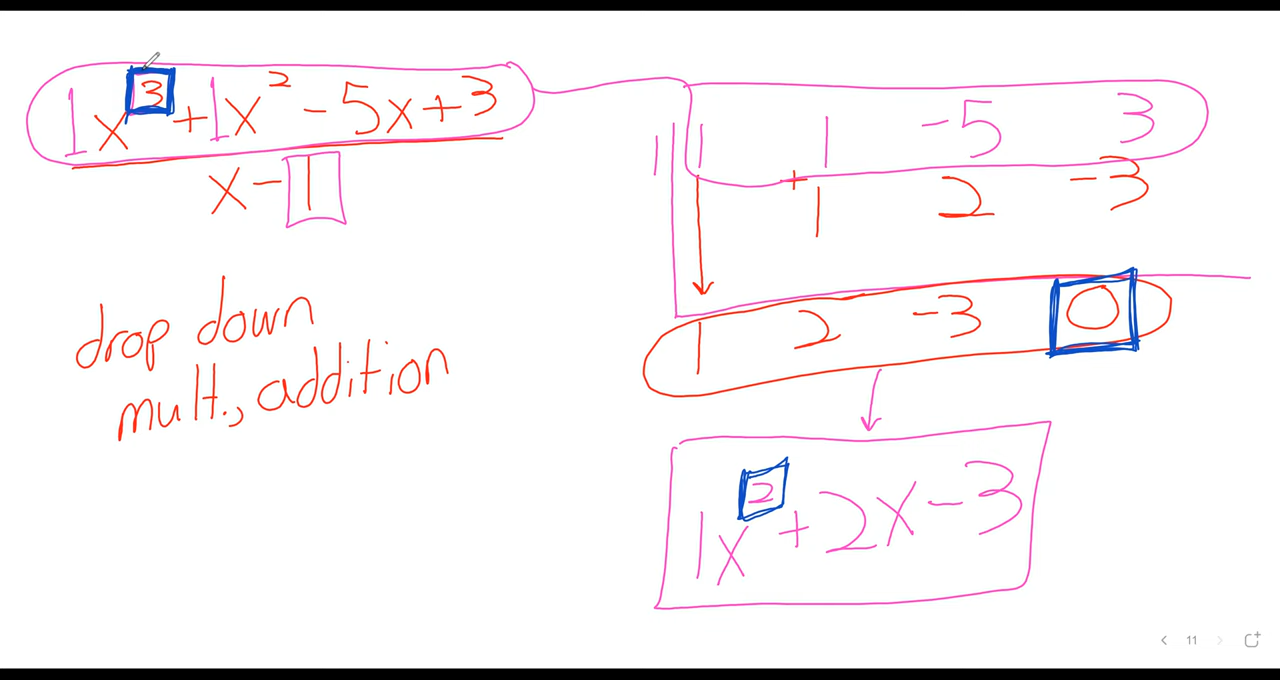 1x³ + 1x² - 5x + 3
x - 1
drop down
mult., addition
1 1 1 -5 3
+ 1 2 -3
1 2 -3 0
1x² + 2x - 3
11